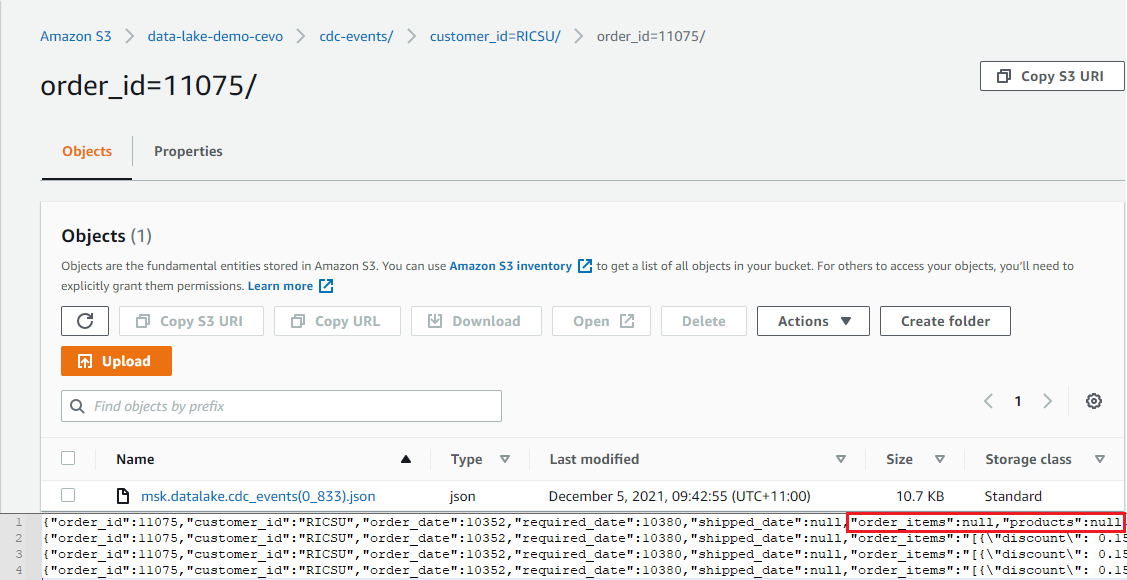 Amazon S3 > data-lake-demo-cevo > cdc-events/ > customer_id=RICSU/ > order_id=11075/
order_id=11075/
Copy S3 URI
Objects Properties
Objects (1)
Objects are the fundamental entities stored in Amazon S3. You can use Amazon S3 inventory to get a list of all objects in your bucket. For others to access your objects, you'll need to
explicitly grant them permissions. Learn more
Copy S3 URI Copy URL Download Open Delete Actions Create folder
Upload
Find objects by prefix
1
Name Type Last modified Size Storage class
msk.datalake.cdc_events(0_833).json json December 5, 2021, 09:42:55 (UTC+11:00) 10.7 KB Standard
1 {"order_id":11075,"customer_id":"RICSU","order_date":10352,"required_date":10380,"shipped_date":null,"order_items":null,"products":null
2 {"order_id":11075,"customer_id":"RICSU","order_date":10352,"required_date":10380,"shipped_date":null,"order_items":"[{\"discount\": 0.15
3 {"order_id":11075,"customer_id":"RICSU","order_date":10352,"required_date":10380,"shipped_date":null,"order_items":"[{\"discount\": 0.15
4 {"order_id":11075,"customer_id":"RICSU","order_date":10352,"required_date":10380,"shipped_date":null,"order_items":"[{\"discount\": 0.15